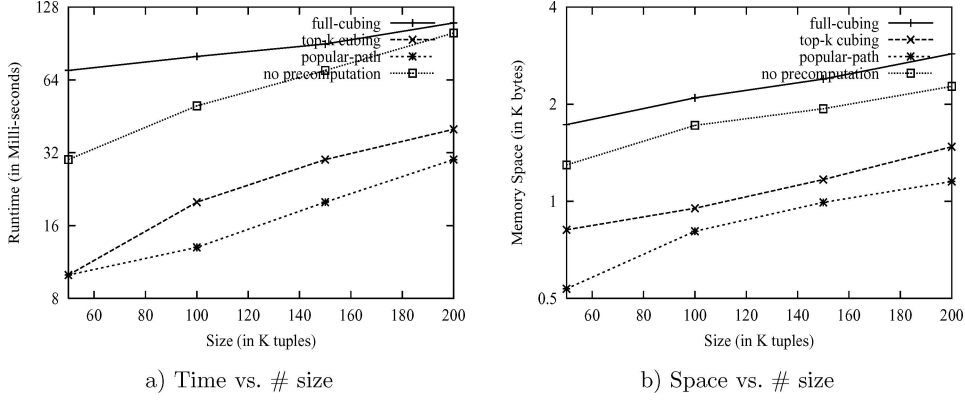 128
64
32
16
8
Runtime (in Milli-seconds)
full-cubing
top-k cubing
popular-path
no precomputation
60 80 100 120 140 160 180 200
Size (in K tuples)
a) Time vs. # size
4
2
1
0.5
Memory Space (in K bytes)
full-cubing
top-k cubing
popular-path
no precomputation
60 80 100 120 140 160 180 200
Size (in K tuples)
b) Space vs. # size